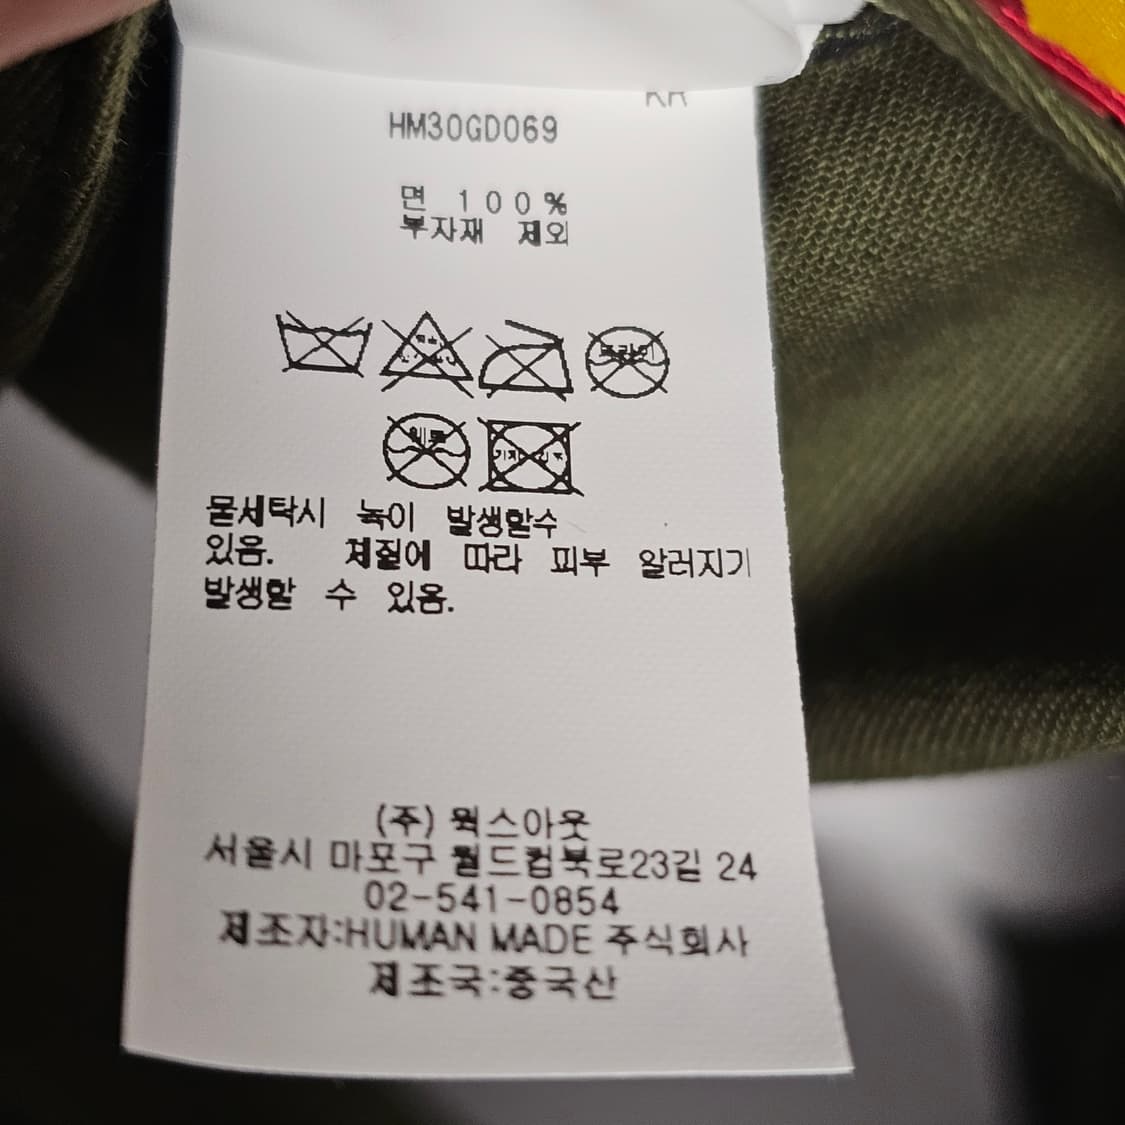 KR
HM30GD069
면 100%
부자재 제외
물세탁시 녹이 발생할수
있음. 재질에 따라 피부 알러지기
발생할 수 있음.
(주) 웍스아웃
서울시 마포구 월드컵북로23길 24
02-541-0854
제조자:HUMAN MADE 주식회사
제조국:중국산